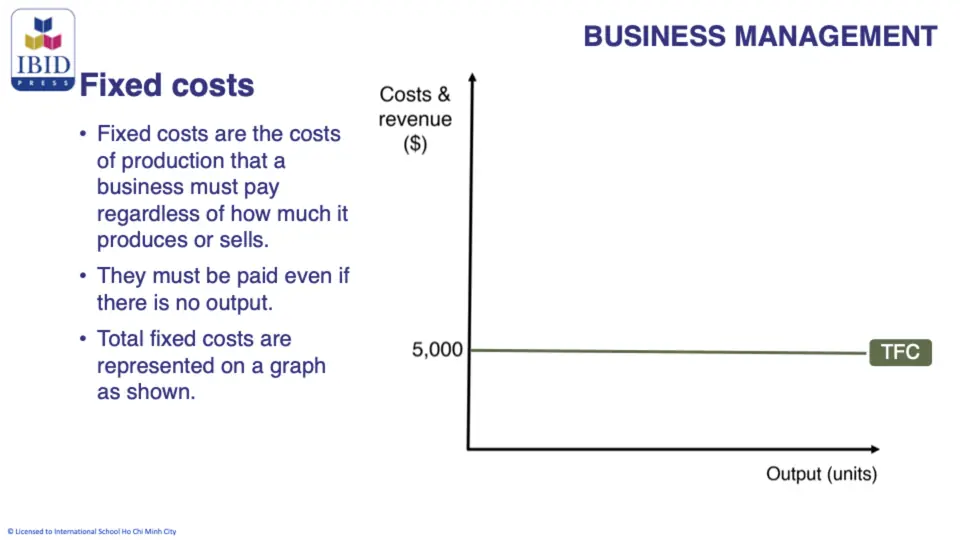 IBID
PRESS
BUSINESS MANAGEMENT
Fixed costs
• Fixed costs are the costs
of production that a
business must pay
regardless of how much it
produces or sells.
• They must be paid even if
there is no output.
• Total fixed costs are
represented on a graph
as shown.
Costs &
revenue
($)
5,000
TFC
Output (units)
© Licensed to International School Ho Chi Minh City